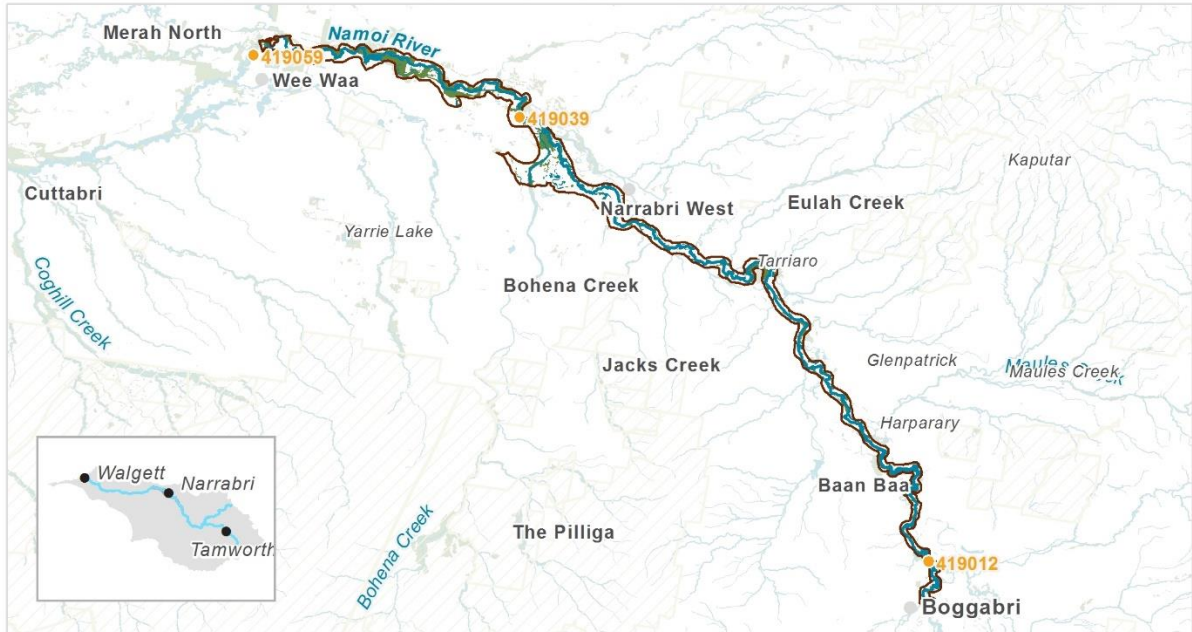 Merah North
Namoi River
419059
Wee Waa
419039
Kaputar
Cuttabri
Narrabri West
Eulah Creek
Yarrie Lake
Tarriaro
Bohena Creek
Coghill Creek
Jacks Creek
Glenpatrick
Maules Creek
Maules Creek
Harparary
Walgett
Narrabri
Tamworth
Baan Baa
The Pilliga
Bohena Creek
419012
Boggabri